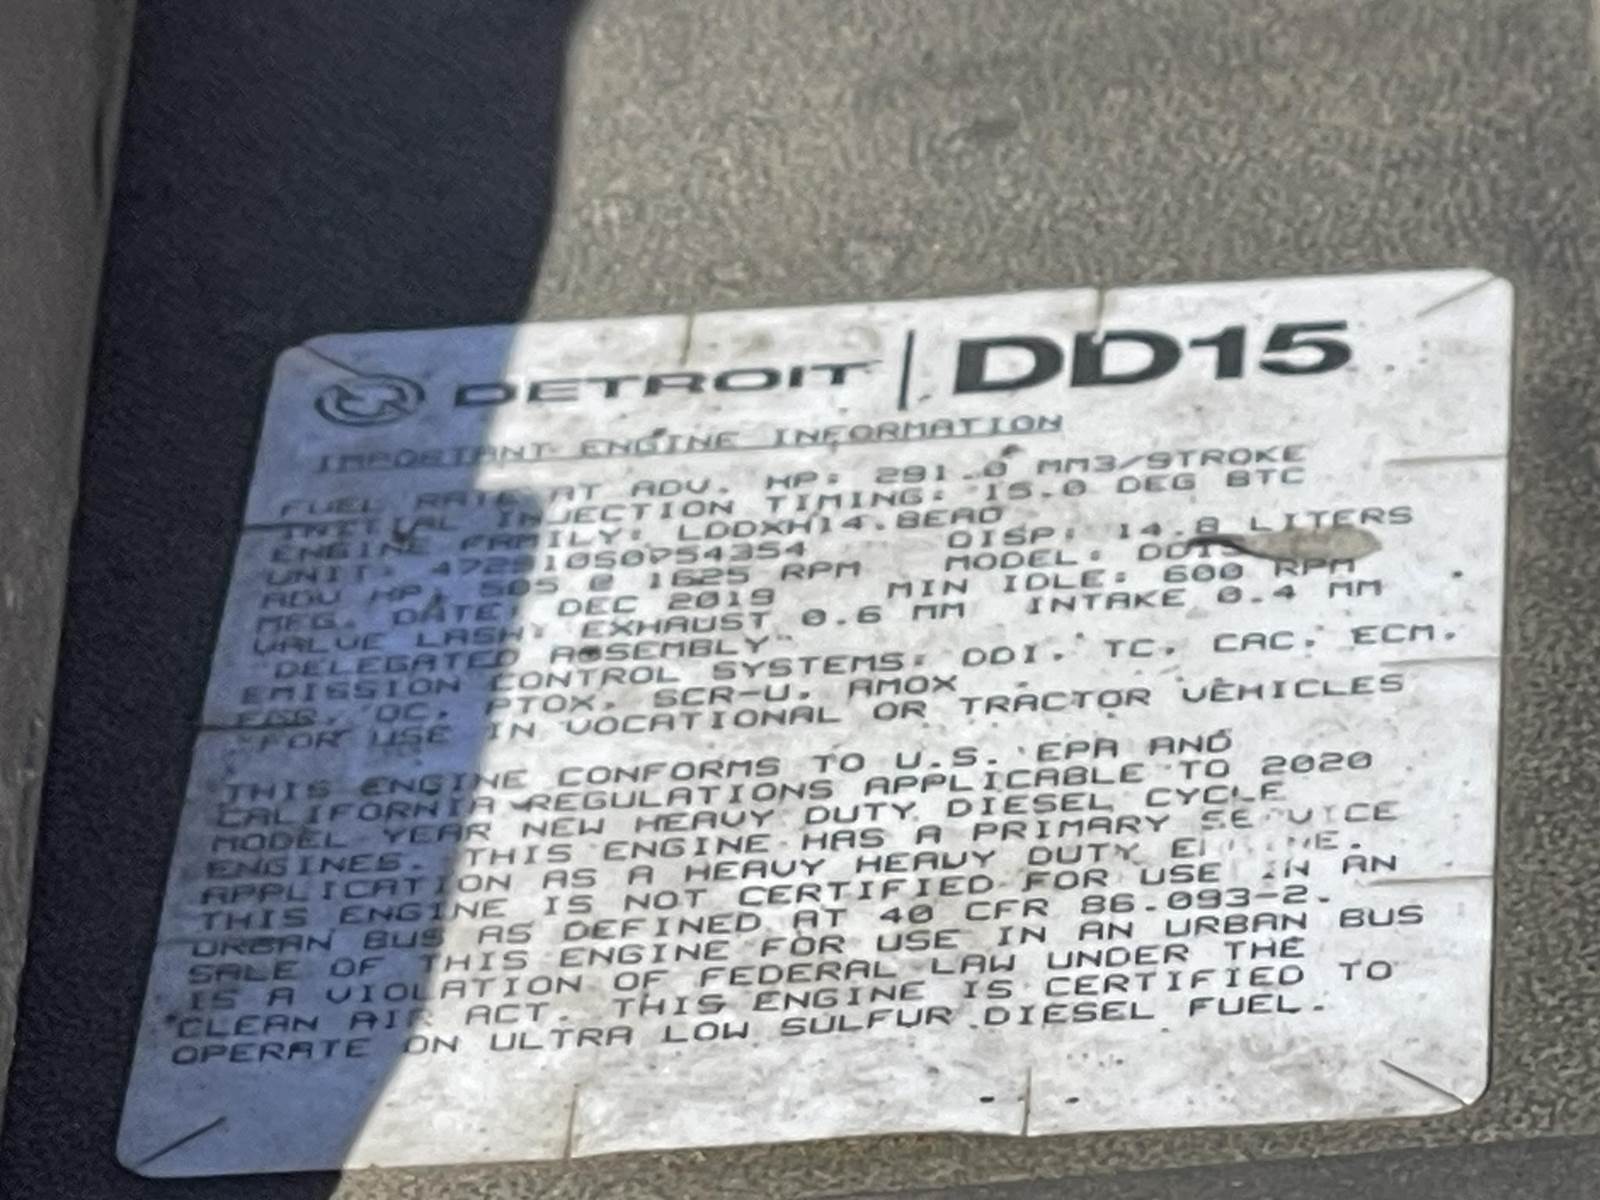 DETROIT | DD15
IMPORTANT ENGINE INFORMATION
FUEL RATE AT ADV. HP: 291.0 MM3/STROKE
INITIAL INJECTION TIMING: 15.0 DEG BTC
ENGINE FAMILY: LDDXH14.8EAD DISP: 14.8 LITERS
UNIT: MODEL: DD15
ADV HP: 505 @ 1625 RPM MIN IDLE: 600 RPM
MFG. DATE: DEC 2019 INTAKE 0.4 MM
VALVE LASH: EXHAUST 0.6 MM
"DELEGATED ASSEMBLY"
EMISSION CONTROL SYSTEMS: DDI, TC, CAC, ECM,
EGR, OC, PTOX, SCR-U, AMOX
"FOR USE IN VOCATIONAL OR TRACTOR VEHICLES
THIS ENGINE CONFORMS TO U.S. EPA AND
CALIFORNIA REGULATIONS APPLICABLE TO 2020
MODEL YEAR NEW HEAVY DUTY DIESEL CYCLE
ENGINES. THIS ENGINE HAS A PRIMARY SERVICE
APPLICATION AS A HEAVY HEAVY DUTY ENGINE.
THIS ENGINE IS NOT CERTIFIED FOR USE IN AN
URBAN BUS AS DEFINED AT 40 CFR 86.093-2.
SALE OF THIS ENGINE FOR USE IN AN URBAN BUS
IS A VIOLATION OF FEDERAL LAW UNDER THE
CLEAN AIR ACT. THIS ENGINE IS CERTIFIED TO
OPERATE ON ULTRA LOW SULFUR DIESEL FUEL.